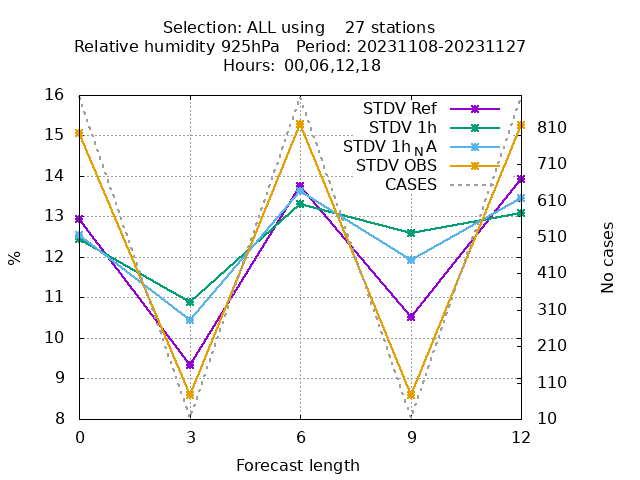 Selection: ALL using    27 stations
Relative humidity 925hPa   Period: 20231108-20231127
Hours: 00,06,12,18
STDV Ref
STDV 1h
STDV 1hNA
STDV OBS
CASES
16
15
14
13
12
11
10
9
8
810
710
610
510
410
310
210
110
10
%
No cases
0 3 6 9 12
Forecast length